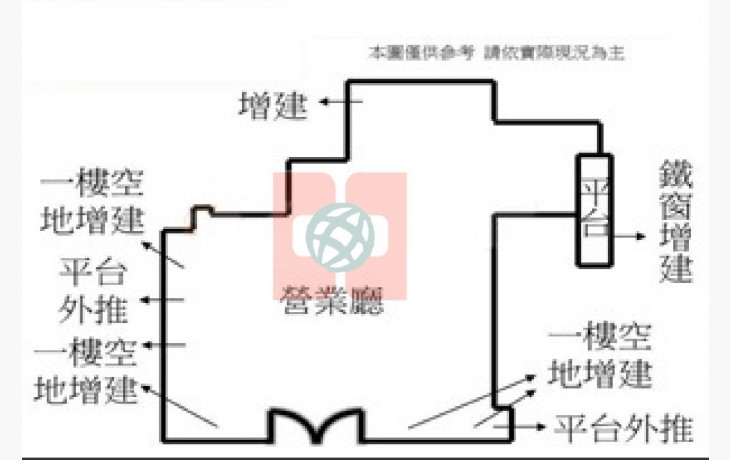 本圖僅供參考 請依實際現況為主
增建
一樓空
地增建
平台
鐵窗增建
平台
外推
營業廳
一樓空
地增建
一樓空
地增建
平台外推